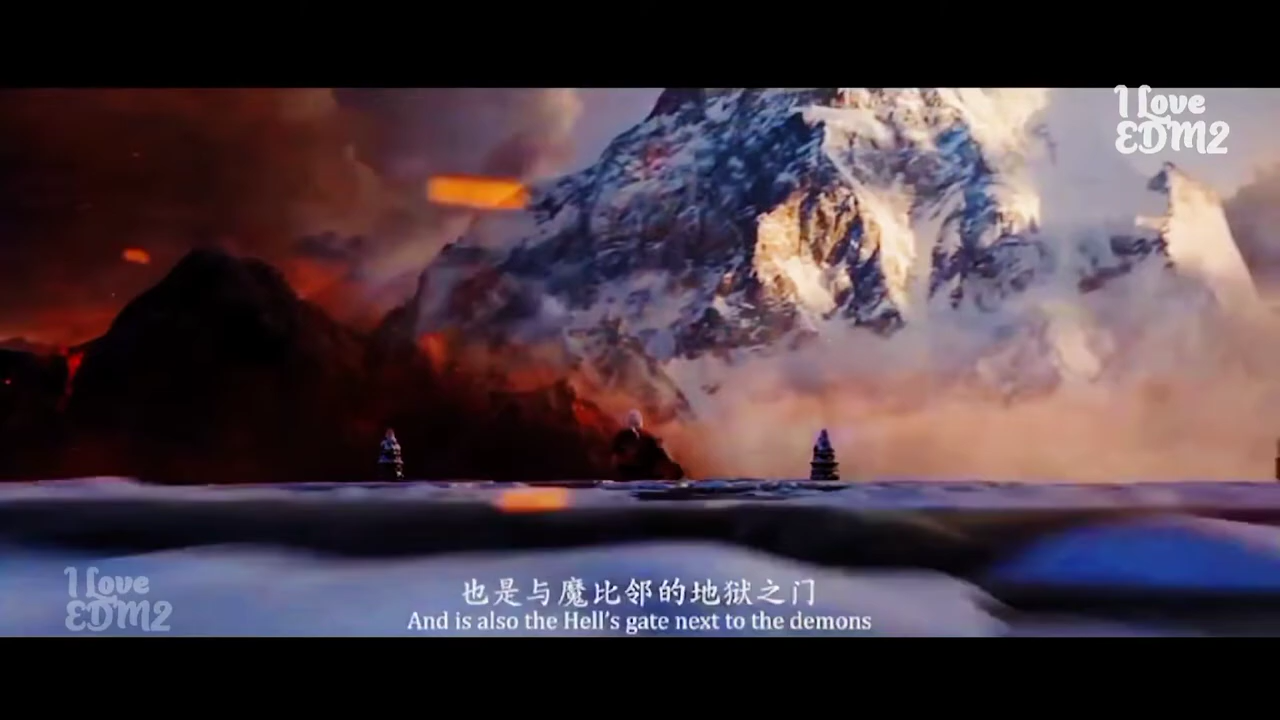 I Love
EDM2
I Love
EDM2
也是与魔比邻的地狱之门
And is also the Hell's gate next to the demons